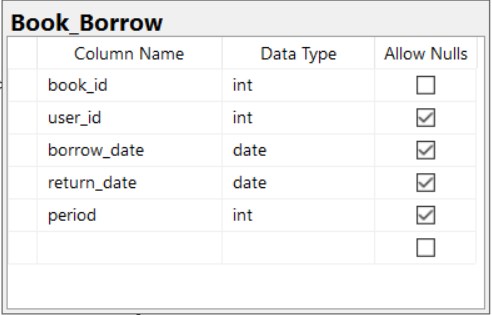 Book_Borrow
Column Name Data Type Allow Nulls
book_id int
user_id int
borrow_date date
return_date date
period int